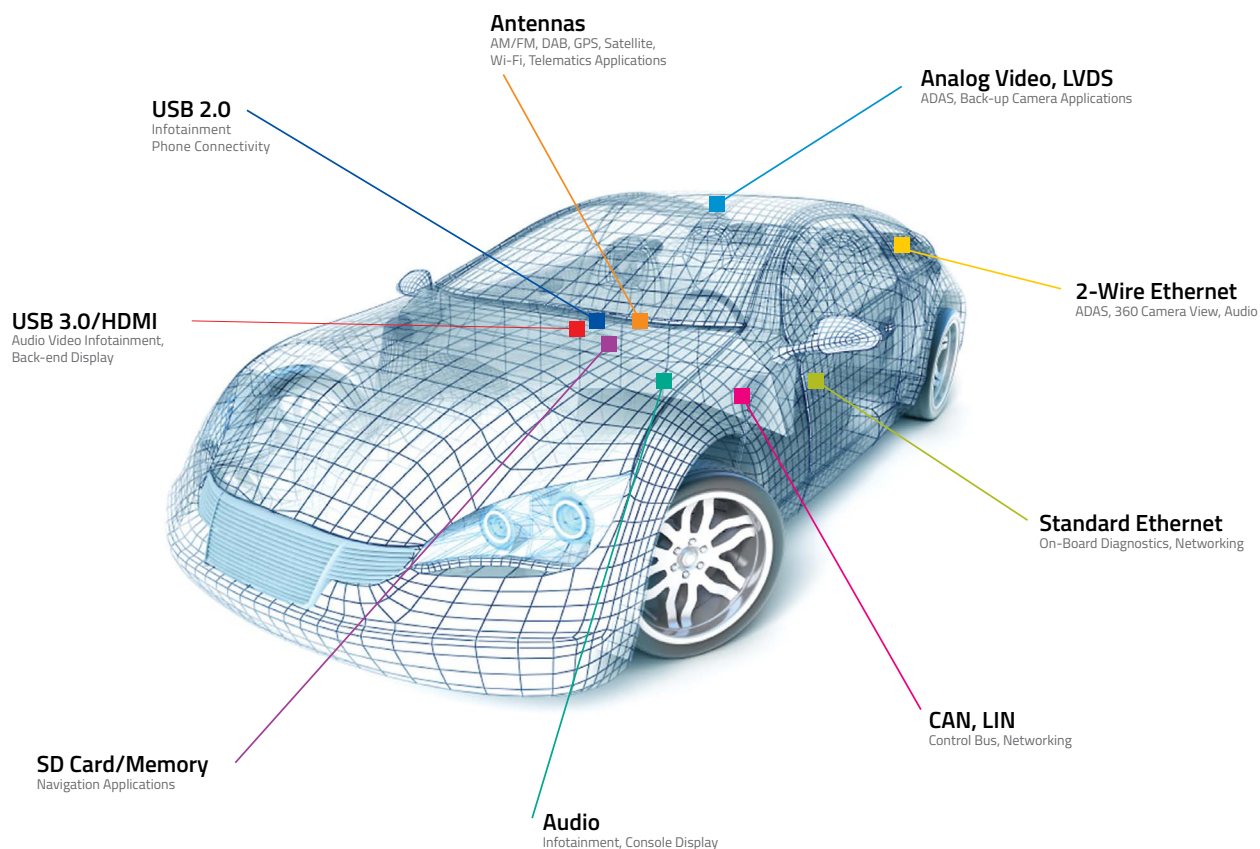 Antennas
AM/FM, DAB, GPS, Satellite,
Wi-Fi, Telematics Applications
Analog Video, LVDS
ADAS, Back-up Camera Applications
USB 2.0
Infotainment
Phone Connectivity
2-Wire Ethernet
ADAS, 360 Camera View, Audio
USB 3.0/HDMI
Audio Video Infotainment,
Back-end Display
Standard Ethernet
On-Board Diagnostics, Networking
CAN, LIN
Control Bus, Networking
SD Card/Memory
Navigation Applications
Audio
Infotainment, Console Display